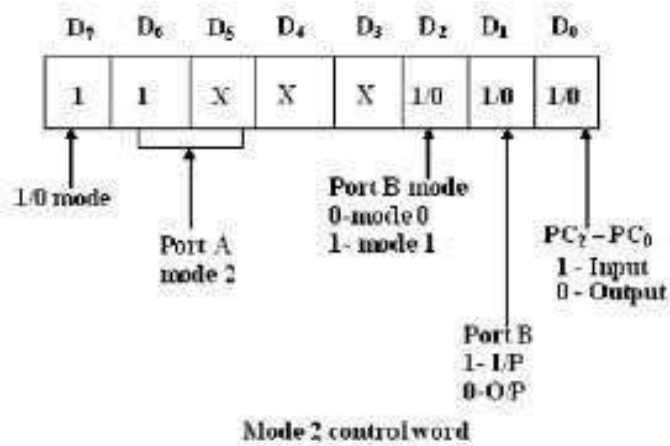 D₇ D₆ D₅ D₄ D₃ D₂ D₁ D₀
1 1 X X X 1/0 1/0 1/0
1/0 mode
Port A
mode 2
Port B mode
0-mode 0
1- mode 1
PC₂ – PC₀
1 - Input
0 - Output
Port B
1- I/P
0-O/P
Mode 2 control word